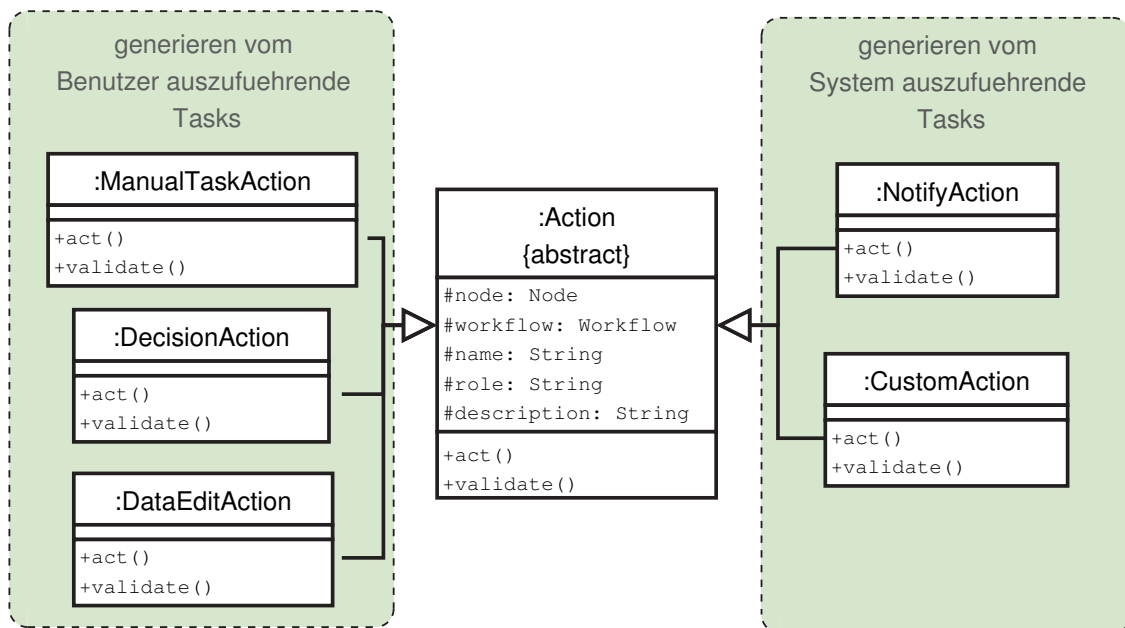 generieren vom
Benutzer auszufuehrende
Tasks
:ManualTaskAction
+act()
+validate()
:DecisionAction
+act()
+validate()
:DataEditAction
+act()
+validate()
:Action
{abstract}
#node: Node
#workflow: Workflow
#name: String
#role: String
#description: String
+act()
+validate()
generieren vom
System auszufuehrende
Tasks
:NotifyAction
+act()
+validate()
:CustomAction
+act()
+validate()